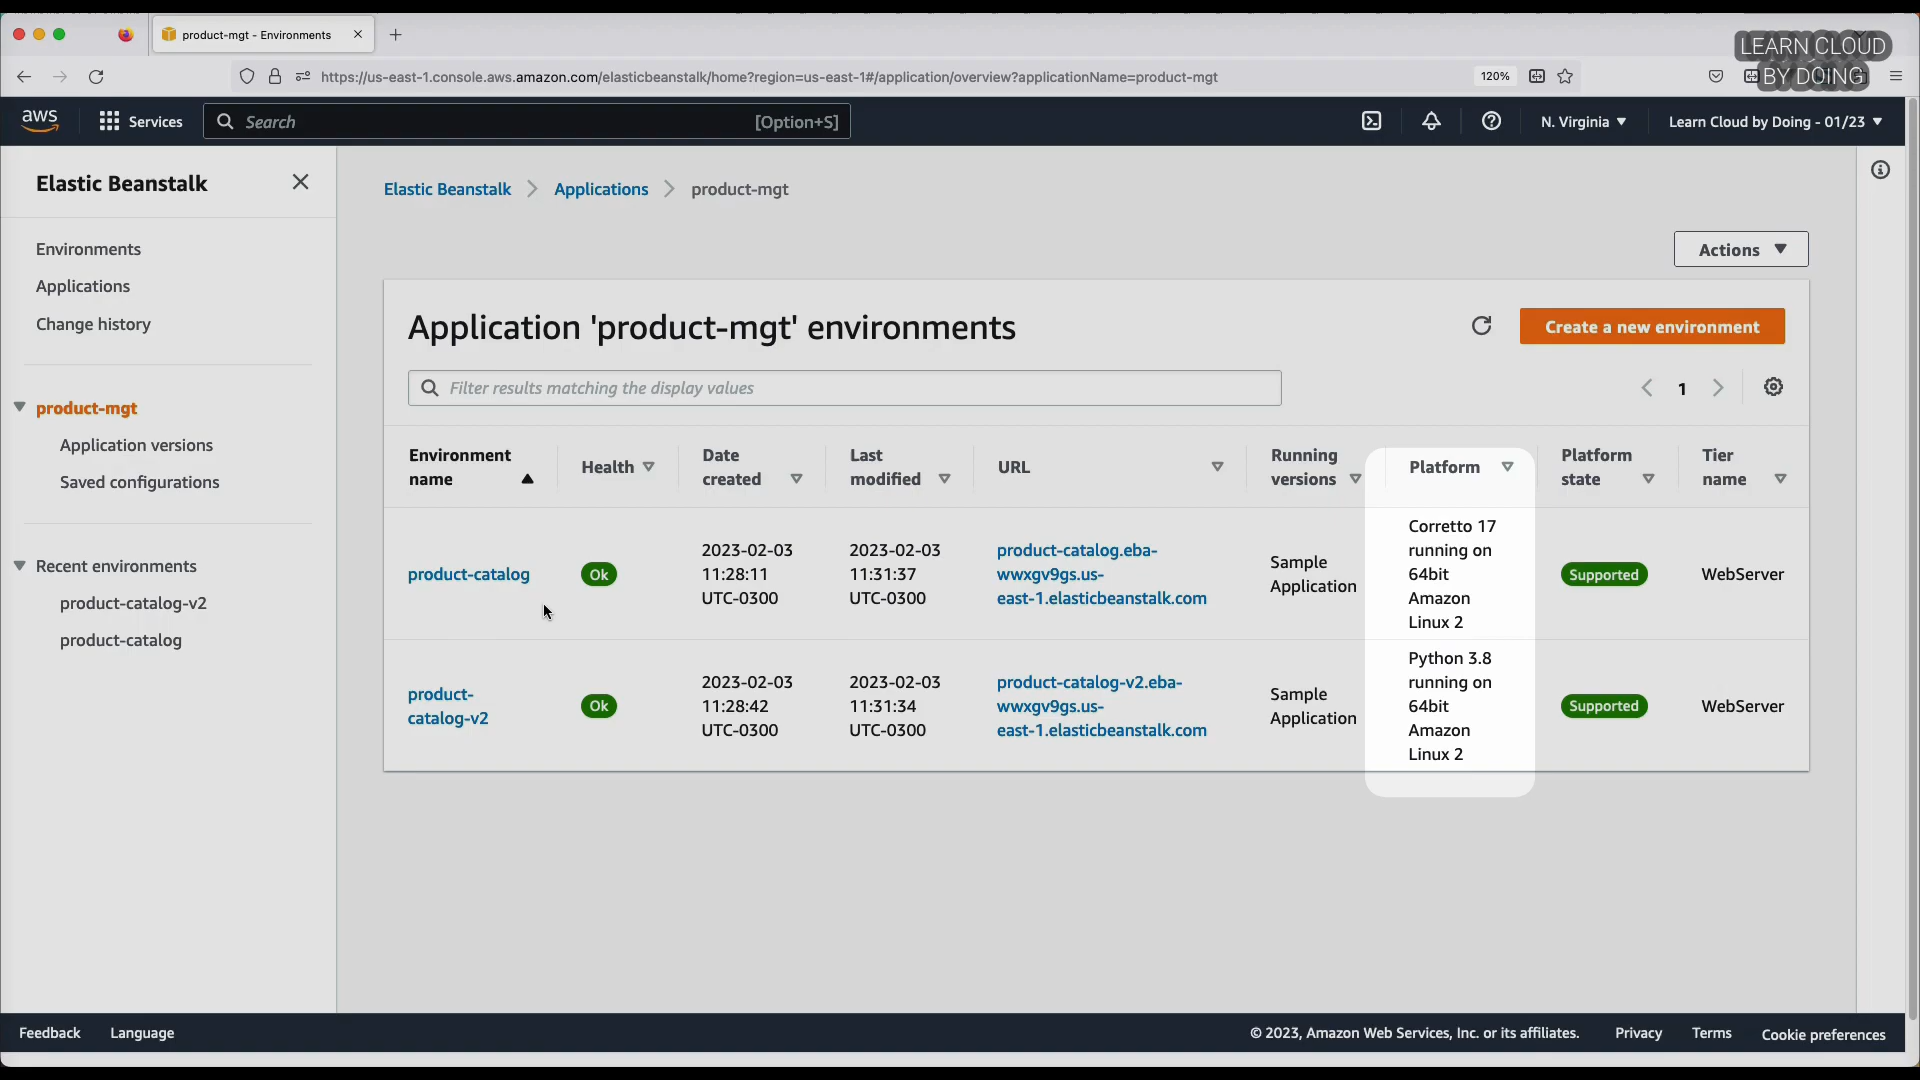 product-mgt - Environments
LEARN CLOUD
BY DOING
https://us-east-1.console.aws.amazon.com/elasticbeanstalk/home?region=us-east-1#/application/overview?applicationName=product-mgt
120%
aws
Services
Search
[Option+S]
N. Virginia
Learn Cloud by Doing - 01/23
Elastic Beanstalk
Environments
Applications
Change history
product-mgt
Application versions
Saved configurations
Recent environments
product-catalog-v2
product-catalog
Elastic Beanstalk
Applications
product-mgt
Actions
Application 'product-mgt' environments
Create a new environment
Filter results matching the display values
1
Environment
name
Health
Date
created
Last
modified
URL
Running
versions
Platform
Platform
state
Tier
name
product-catalog
Ok
2023-02-03
11:28:11
UTC-0300
2023-02-03
11:31:37
UTC-0300
product-catalog.eba-
wwxgv9gs.us-
east-1.elasticbeanstalk.com
Sample
Application
Corretto 17
running on
64bit
Amazon
Linux 2
Supported
WebServer
product-
catalog-v2
Ok
2023-02-03
11:28:42
UTC-0300
2023-02-03
11:31:34
UTC-0300
product-catalog-v2.eba-
wwxgv9gs.us-
east-1.elasticbeanstalk.com
Sample
Application
Python 3.8
running on
64bit
Amazon
Linux 2
Supported
WebServer
Feedback
Language
© 2023, Amazon Web Services, Inc. or its affiliates.
Privacy
Terms
Cookie preferences